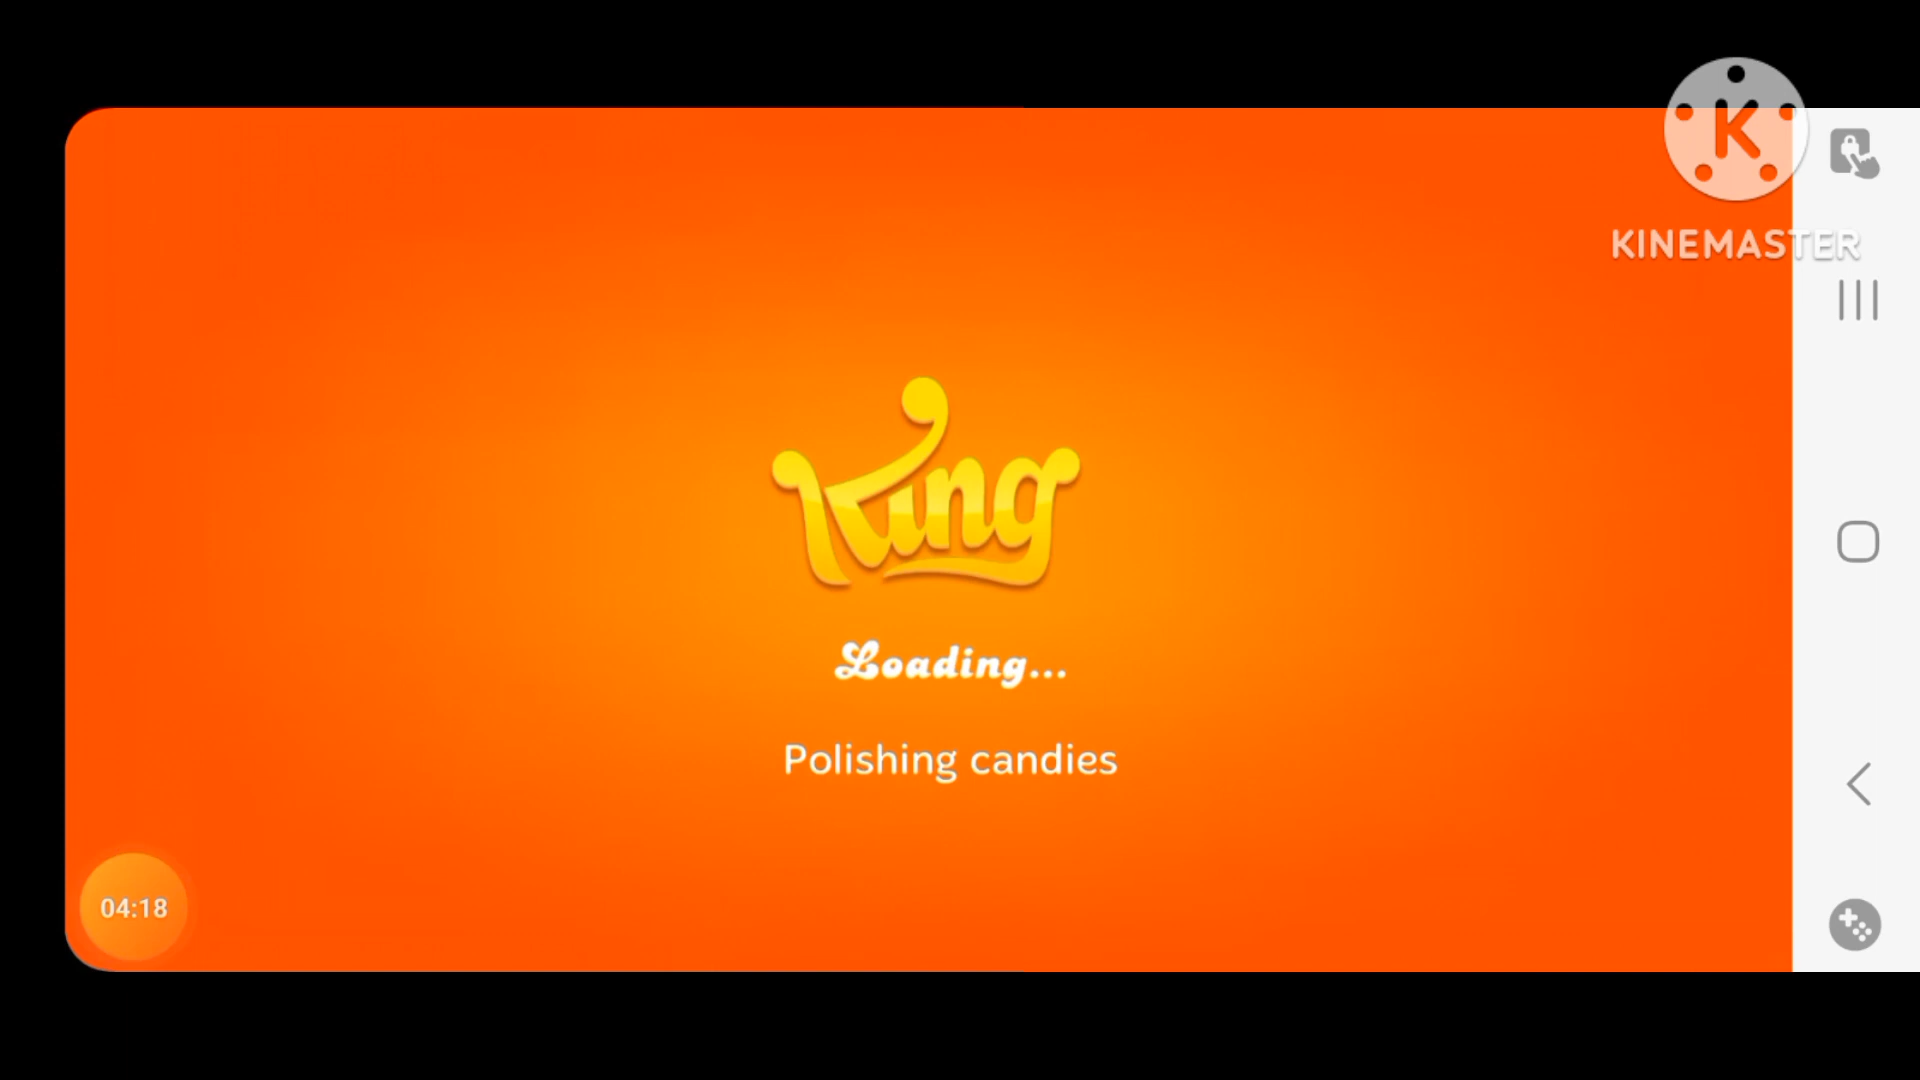 K
KINEMASTER
King
Loading...
Polishing candies
04:18